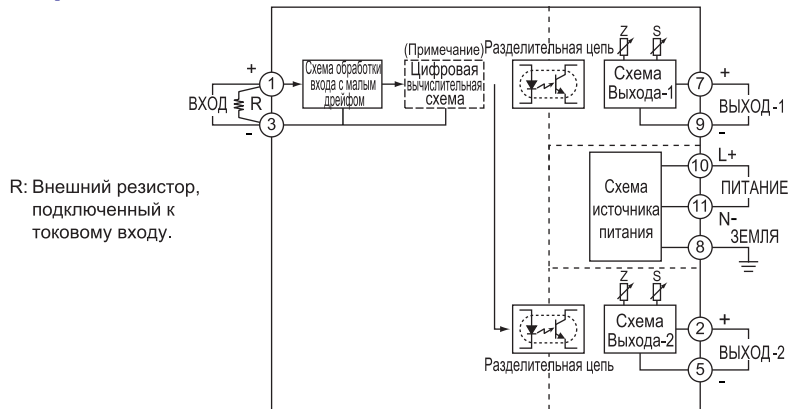 (Примечание)
Разделительная цепь
Z S
+
1
Схема обработки
входа с малым
дрейфом
Цифровая
вычислительная
схема
Схема
Выхода-1
7
+
ВХОД
R
ВЫХОД-1
-
3
9
-
10
L+
R: Внешний резистор,
подключенный к
токовому входу.
Схема
источника
питания
ПИТАНИЕ
11
N-
8
ЗЕМЛЯ
Z S
Схема
Выхода-2
2
+
ВЫХОД-2
5
-
Разделительная цепь